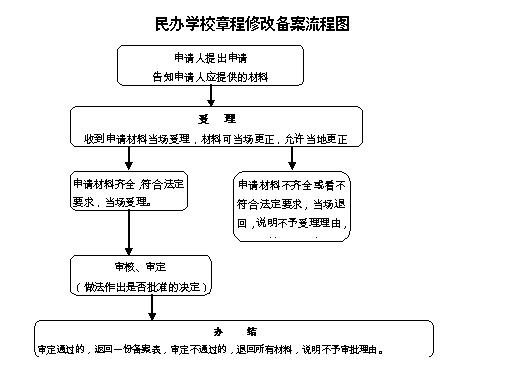 民办学校章程修改备案流程图
申请人提出申请
告知申请人应提供的材料
受 理
收到申请材料当场受理，材料可当场更正，允许当地更正
申请材料齐全，符合法定
要求，当场受理。
申请材料不齐全或看不
符合法定要求，当场退
回，说明不予受理理由，
审核、审定
（做法作出是否批准的决定）
办 结
审定通过的，返回一份备案表，审定不通过的，退回所有材料，说明不予审批理由。